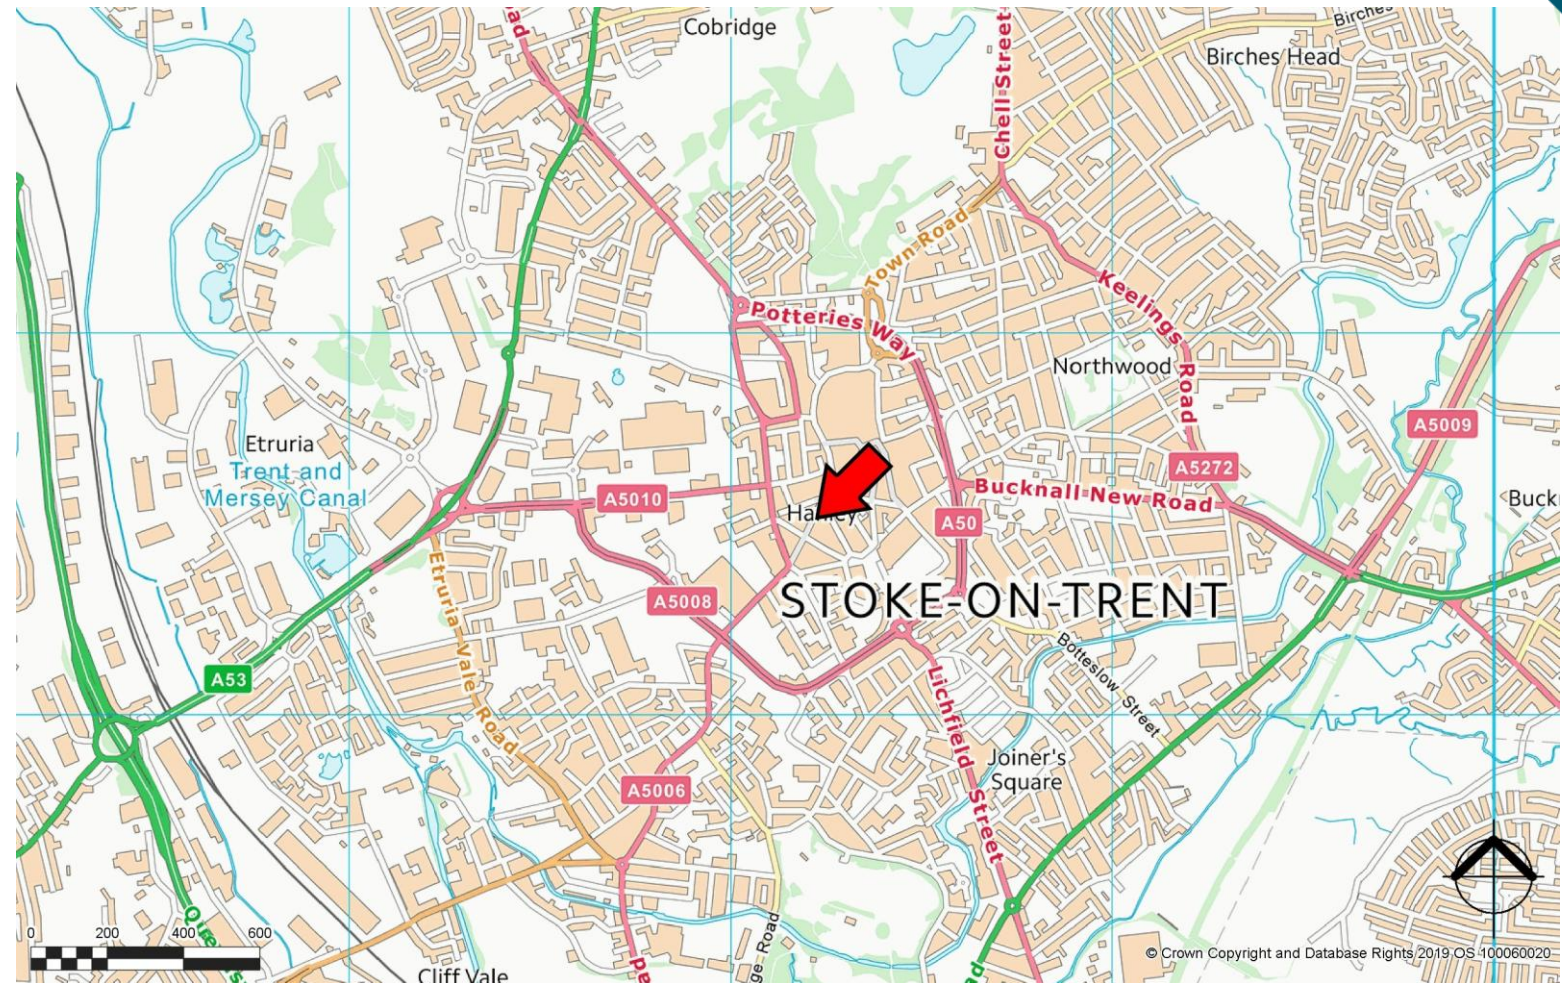 Cobridge
Birches Head
Chell Street
Town Road
Keelings Road
Potteries Way
Northwood
A5009
Etruria
Trent and
Mersey Canal
A5272
A5010
Bucknall New Road
Hanley
A50
Etruria Vale Road
A5008
STOKE-ON-TRENT
Botteslow Street
A53
Lichfield Street
Joiner's
Square
A5006
0 200 400 600
© Crown Copyright and Database Rights 2019 OS 100060020
Cliff Vale